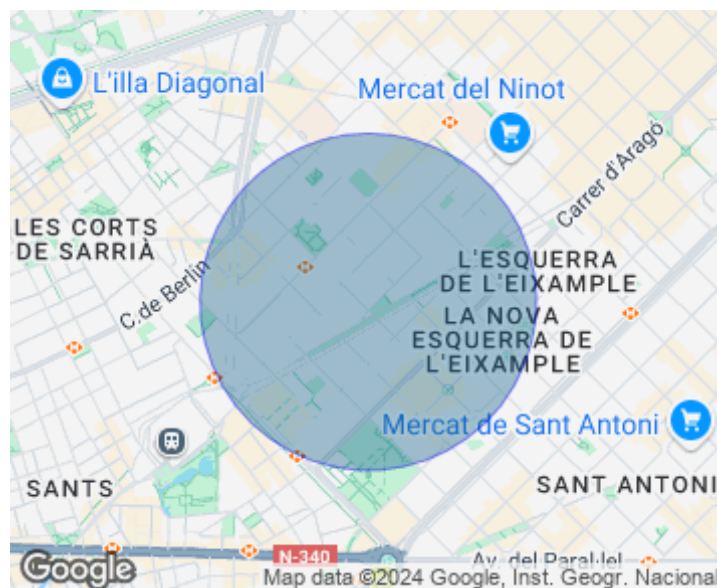 L'illa Diagonal
Mercat del Ninot
Carrer d'Aragó
LES CORTS
DE SARRIÀ
L'ESQUERRA
DE L'EIXAMPLE
C. de Berlín
LA NOVA
ESQUERRA DE
L'EIXAMPLE
Mercat de Sant Antoni
SANTS
SANT ANTONI
N-340
Av. del Paral·lel
Google
Map data ©2024 Google, Inst. Geogr. Nacional